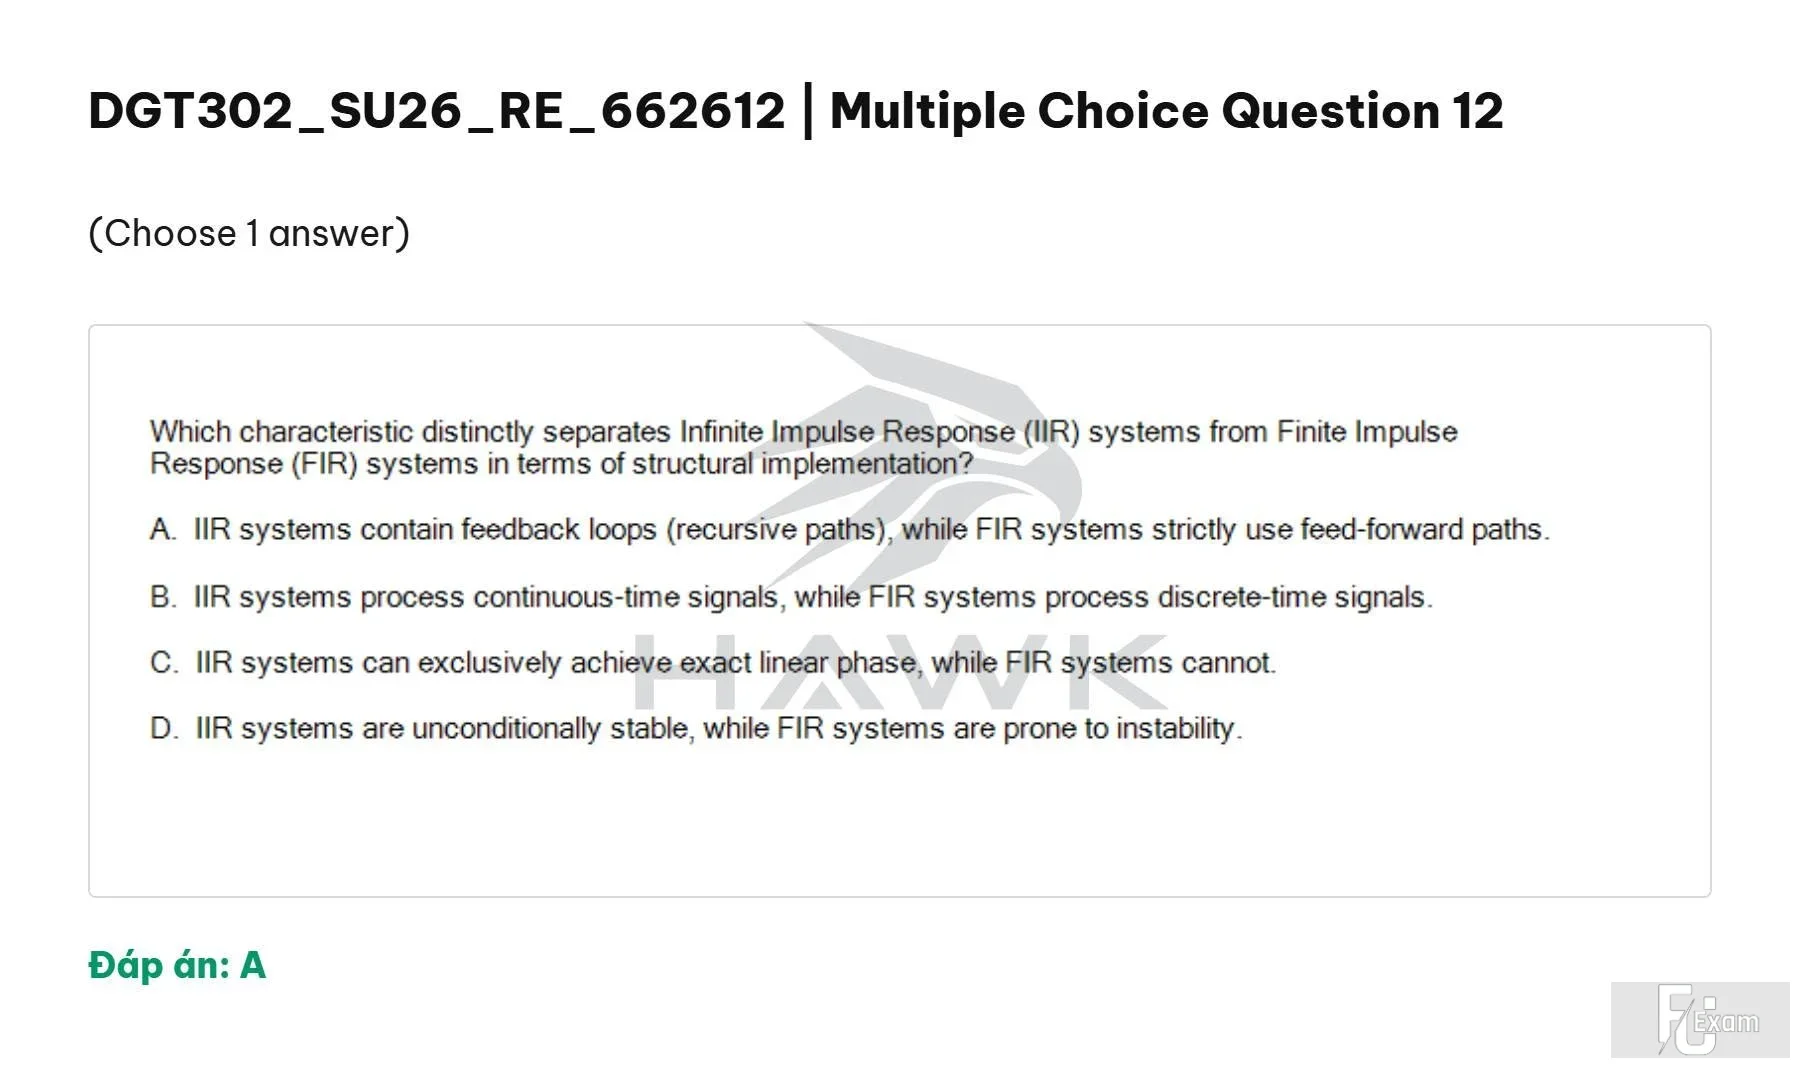 DGT302_SU26_RE_662612 | Multiple Choice Question 12
(Choose 1 answer)
Which characteristic distinctly separates Infinite Impulse Response (IIR) systems from Finite Impulse
Response (FIR) systems in terms of structural implementation?
A. IIR systems contain feedback loops (recursive paths), while FIR systems strictly use feed-forward paths.
B. IIR systems process continuous-time signals, while FIR systems process discrete-time signals.
C. IIR systems can exclusively achieve exact linear phase, while FIR systems cannot.
D. IIR systems are unconditionally stable, while FIR systems are prone to instability.
HAWK
Đáp án: A
FU Exam